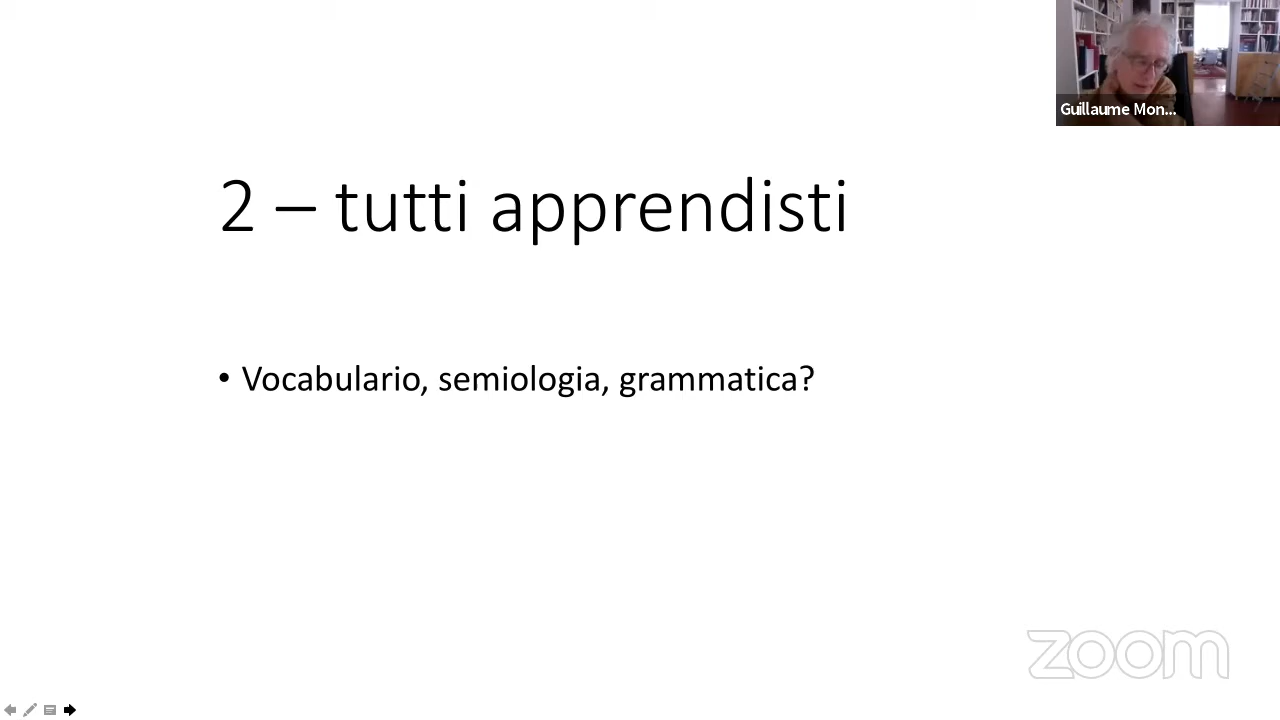 Guillaume Mon...
2 – tutti apprendisti
• Vocabulario, semiologia, grammatica?
zoom